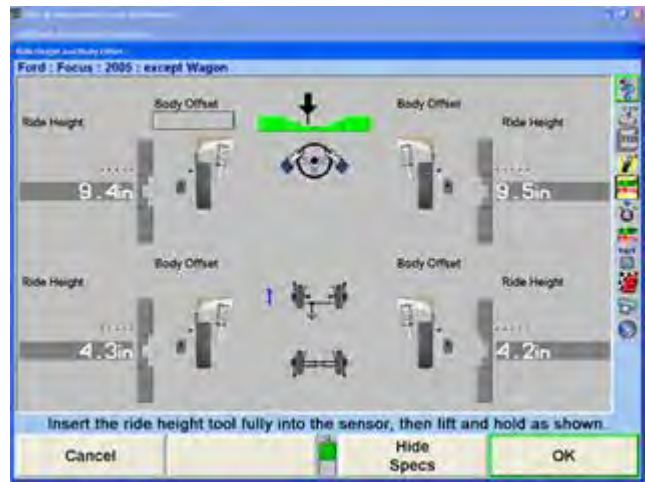 Ford : Focus : 2005 : except Wagon
Body Offset
Body Offset
Ride Height
Ride Height
9.4in
9.5in
Body Offset
Body Offset
Ride Height
Ride Height
4.3in
4.2in
Insert the ride height tool fully into the sensor, then lift and hold as shown.
Cancel
Hide
Specs
OK